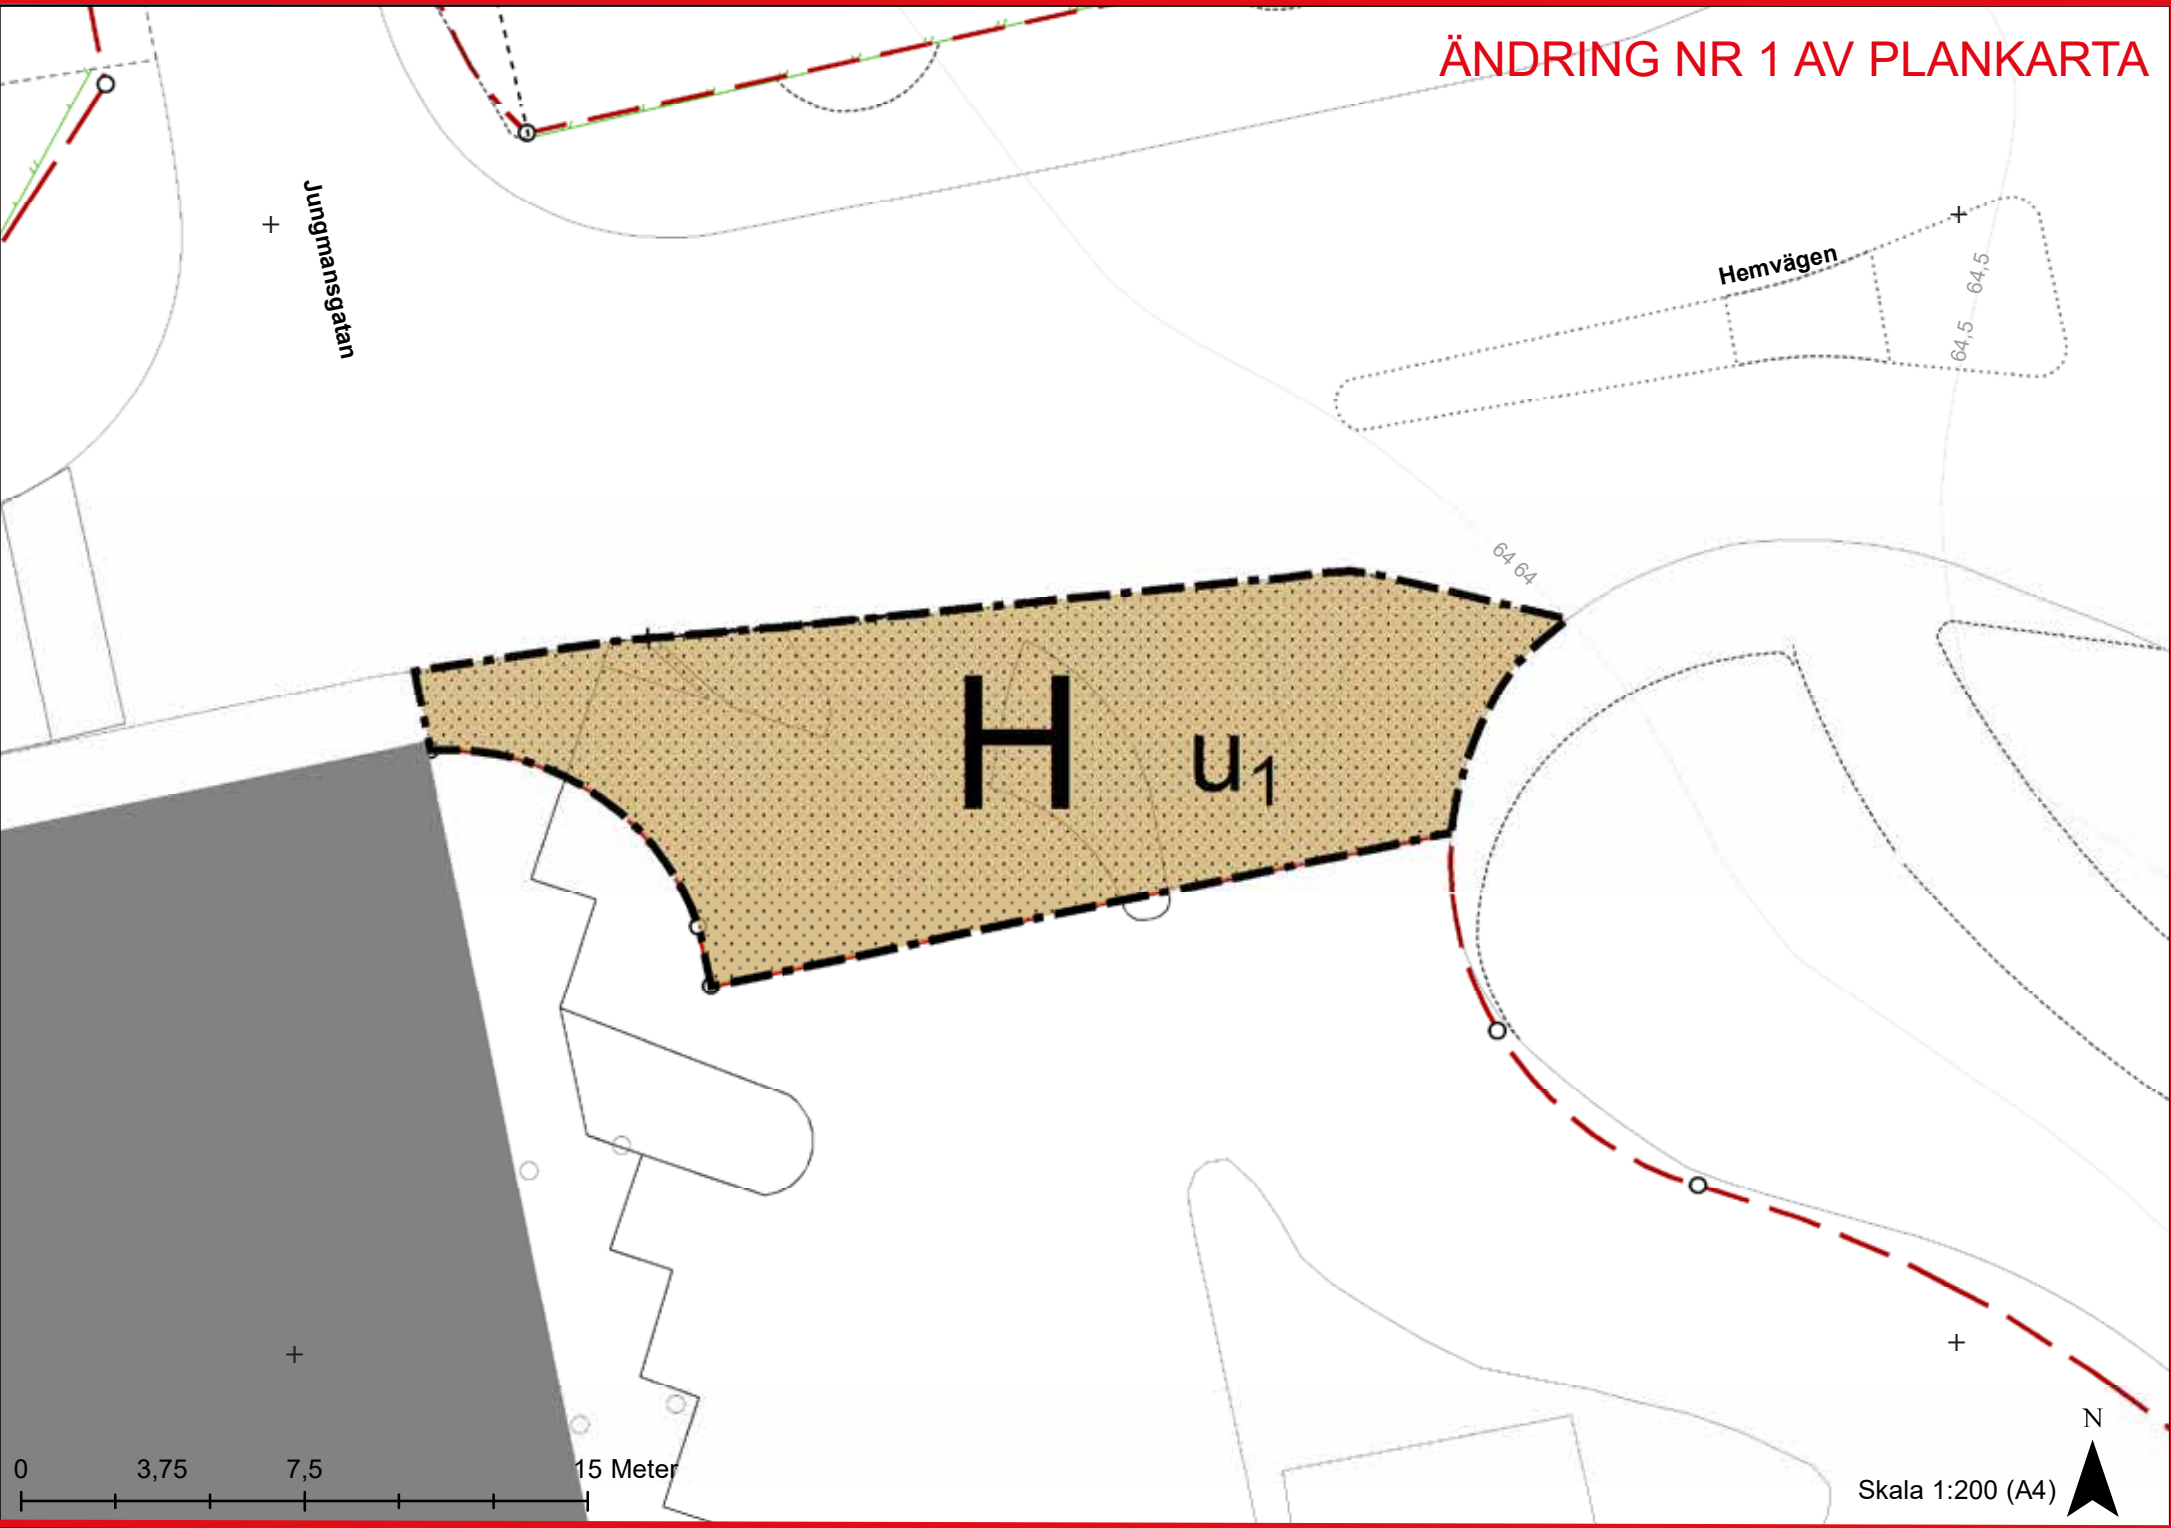 ÄNDRING NR 1 AV PLANKARTA
Jungmansgatan
Hemvägen
64,5
64,5
64 64
H u₁
N
0 3,75 7,5 15 Meter
Skala 1:200 (A4)